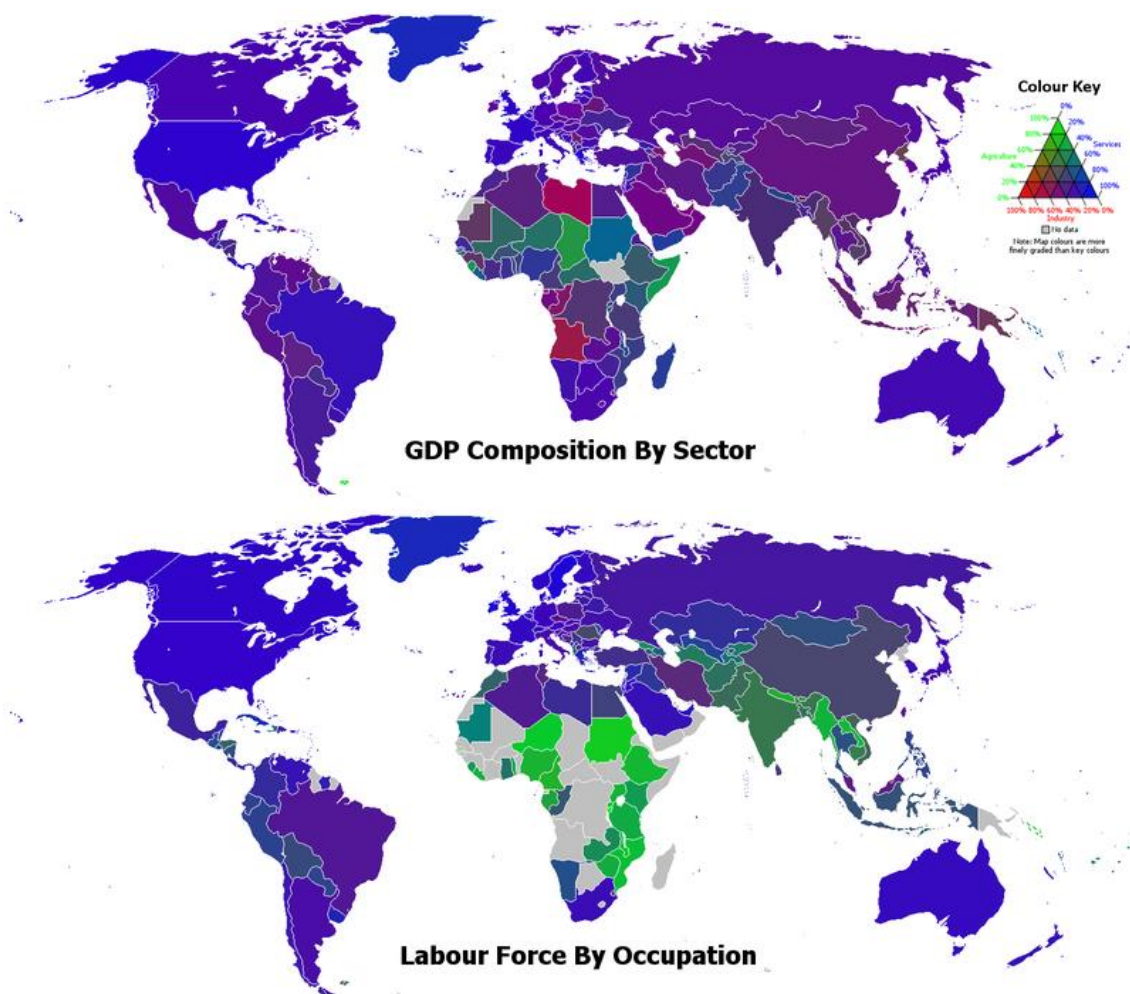 Colour Key
0%
100%
20%
80%
40%
Services
60%
60%
Agriculture
40%
80%
20%
100%
0%
100% 80% 60% 40% 20% 0%
Industry
No data
Note: Map colours are more
finely graded than key colours
GDP Composition By Sector
Labour Force By Occupation